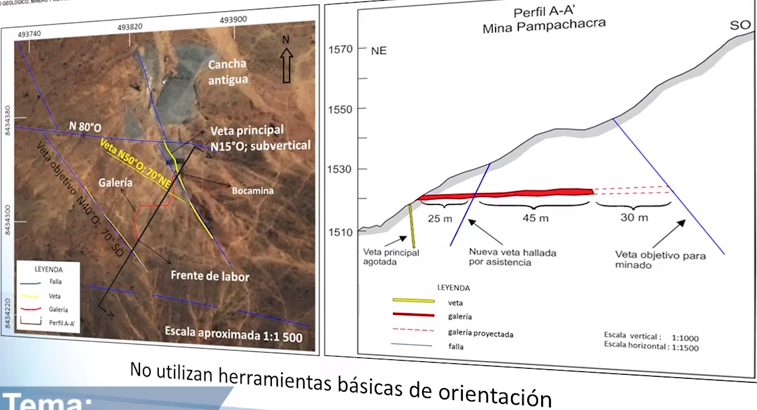 493740
493820
493900
8434380
8434300
8434220
N
Cancha
antigua
N 80°O
Veta principal
N15°O; subvertical
Veta N50°O; 70°NE
Veta objetivo N40°O; 70° SO
Galería
Bocamina
Frente de labor
LEYENDA
Falla
Veta
Galería
Perfil A-A'
Escala aproximada 1:1 500
Perfil A-A'
Mina Pampachacra
NE
SO
1570
1550
1530
1510
25 m
45 m
30 m
Veta principal
agotada
Nueva veta hallada
por asistencia
Veta objetivo para
minado
LEYENDA
veta
galería
galería proyectada
falla
Escala vertical : 1:1000
Escala horizontal : 1:1500
No utilizan herramientas básicas de orientación
Tema: